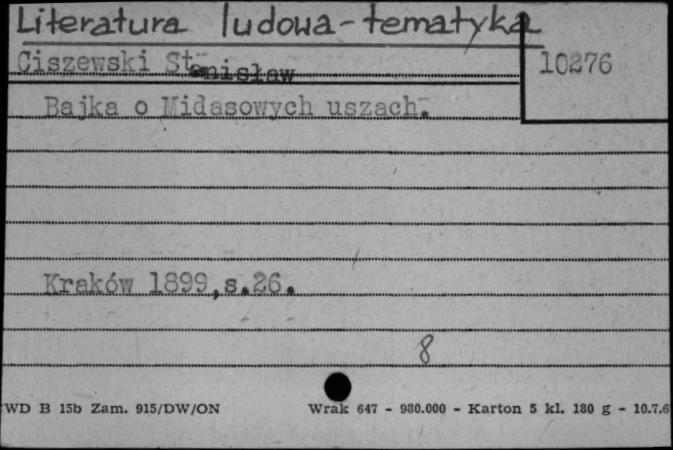 Literatura ludowa-tematyka
Ciszewski Stanisław
10276
Bajka o Midasowych uszach.
Kraków 1899,s.26.
8
WD B 15b Zam. 915/DW/ON
Wrak 647 - 980.000 - Karton 5 kl. 180 g - 10.7.6